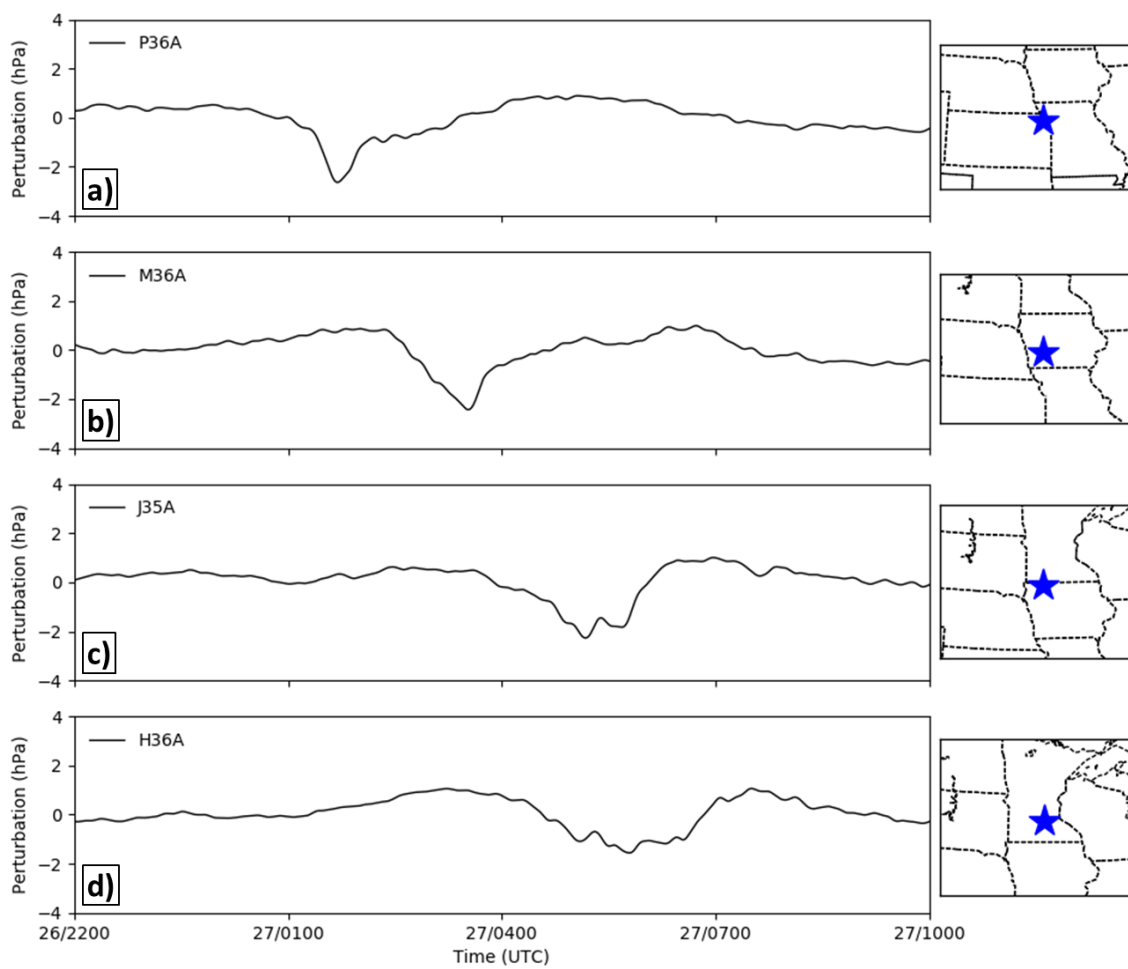 4
2
0
−2
−4
Perturbation (hPa)
P36A
a)
4
2
0
−2
−4
Perturbation (hPa)
M36A
b)
4
2
0
−2
−4
Perturbation (hPa)
J35A
c)
4
2
0
−2
−4
Perturbation (hPa)
H36A
d)
26/2200 27/0100 27/0400 27/0700 27/1000
Time (UTC)